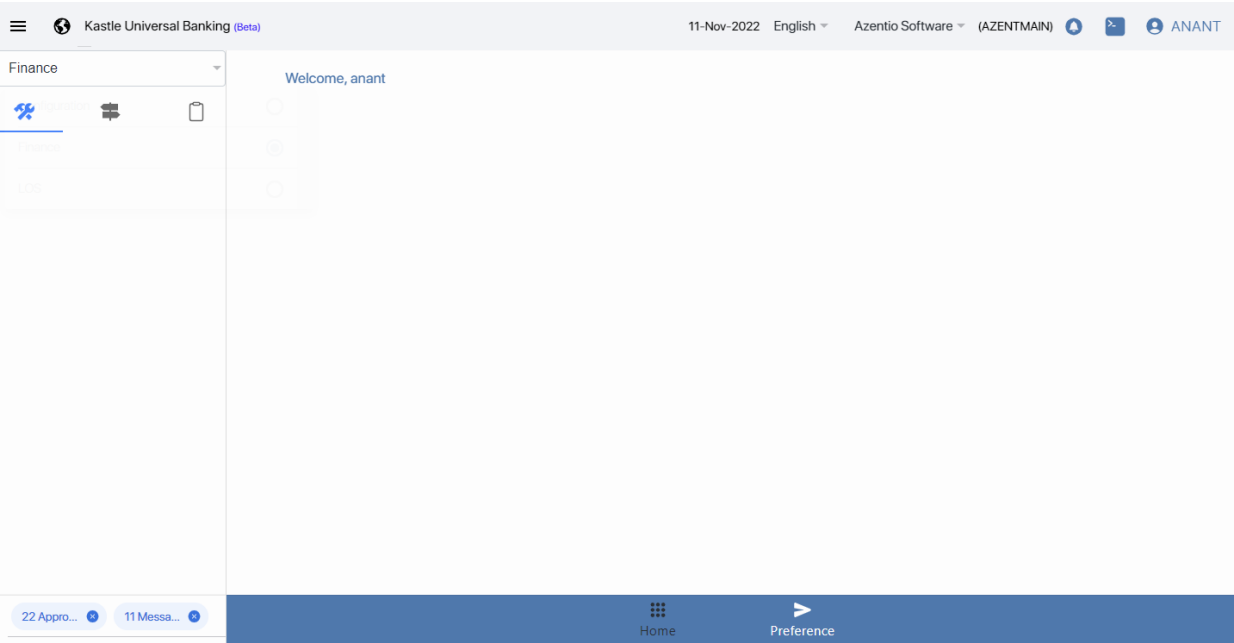 Kastle Universal Banking (Beta) 11-Nov-2022 English Azentio Software (AZENTMAIN) ANANT
Finance
Welcome, anant
Finance
22 Appro... 11 Messa...
Home Preference